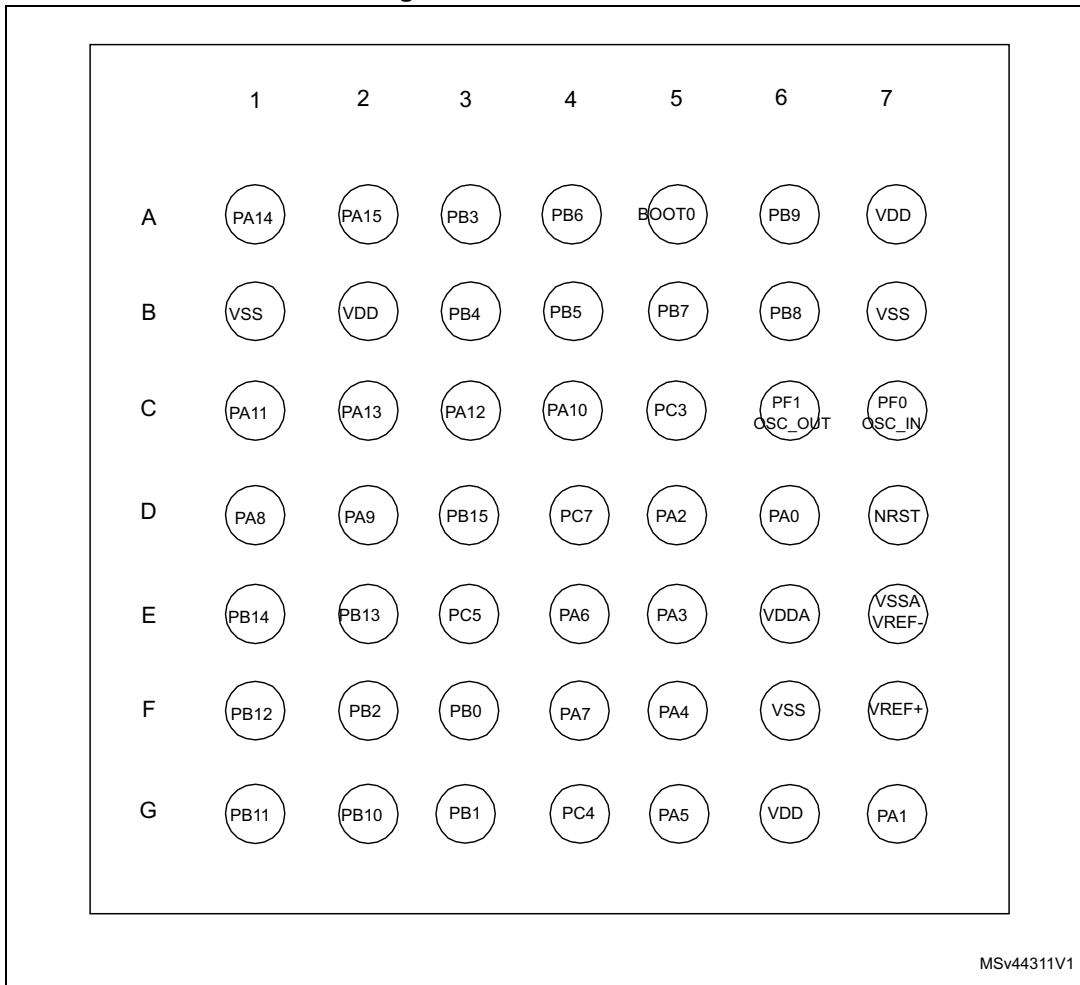 1 2 3 4 5 6 7
A PA14 PA15 PB3 PB6 BOOT0 PB9 VDD
B VSS VDD PB4 PB5 PB7 PB8 VSS
C PA11 PA13 PA12 PA10 PC3 PF1 OSC_OUT PF0 OSC_IN
D PA8 PA9 PB15 PC7 PA2 PA0 NRST
E PB14 PB13 PC5 PA6 PA3 VDDA VSSA VREF-
F PB12 PB2 PB0 PA7 PA4 VSS VREF+
G PB11 PB10 PB1 PC4 PA5 VDD PA1
MSv44311V1